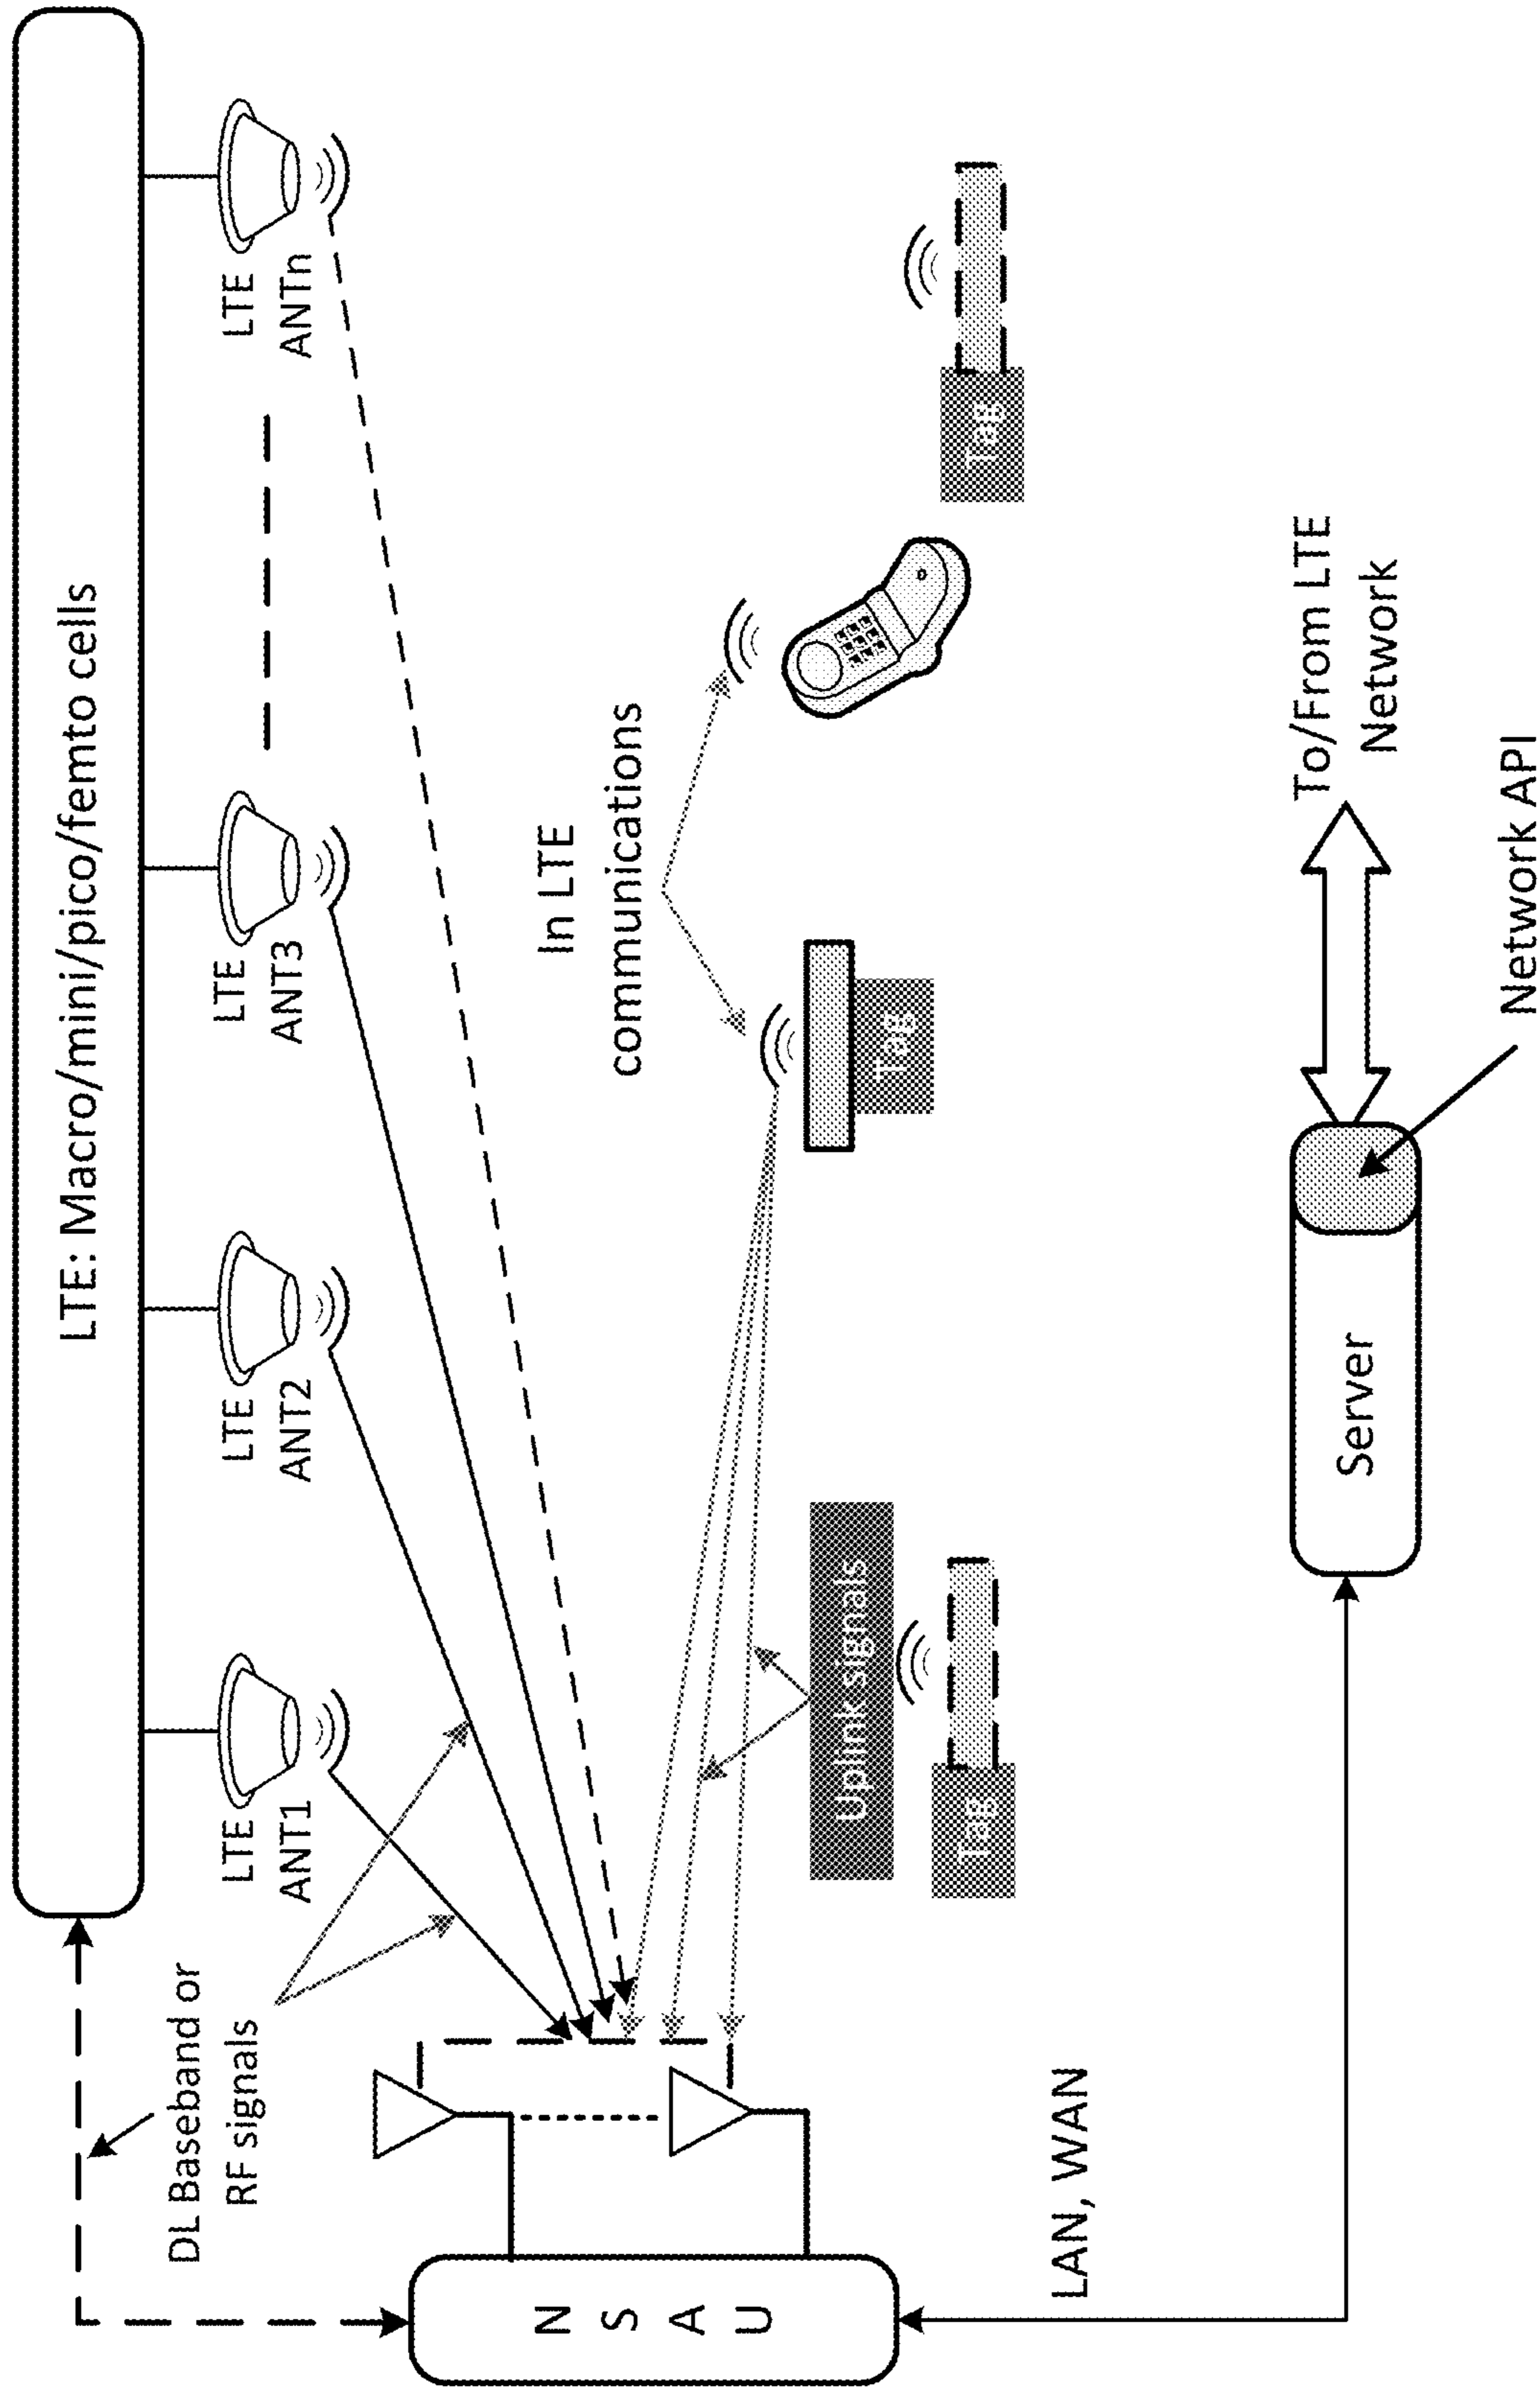 LTE: Macro/mini/pico/femto cells
DL Baseband or
RF signals
LTE
ANT1
LTE
ANT2
LTE
ANT3
LTE
ANTn
In LTE
communications
N
S
A
U
Uplink signals
Tag
Tag
Tag
LAN, WAN
Server
To/From LTE
Network
Network API